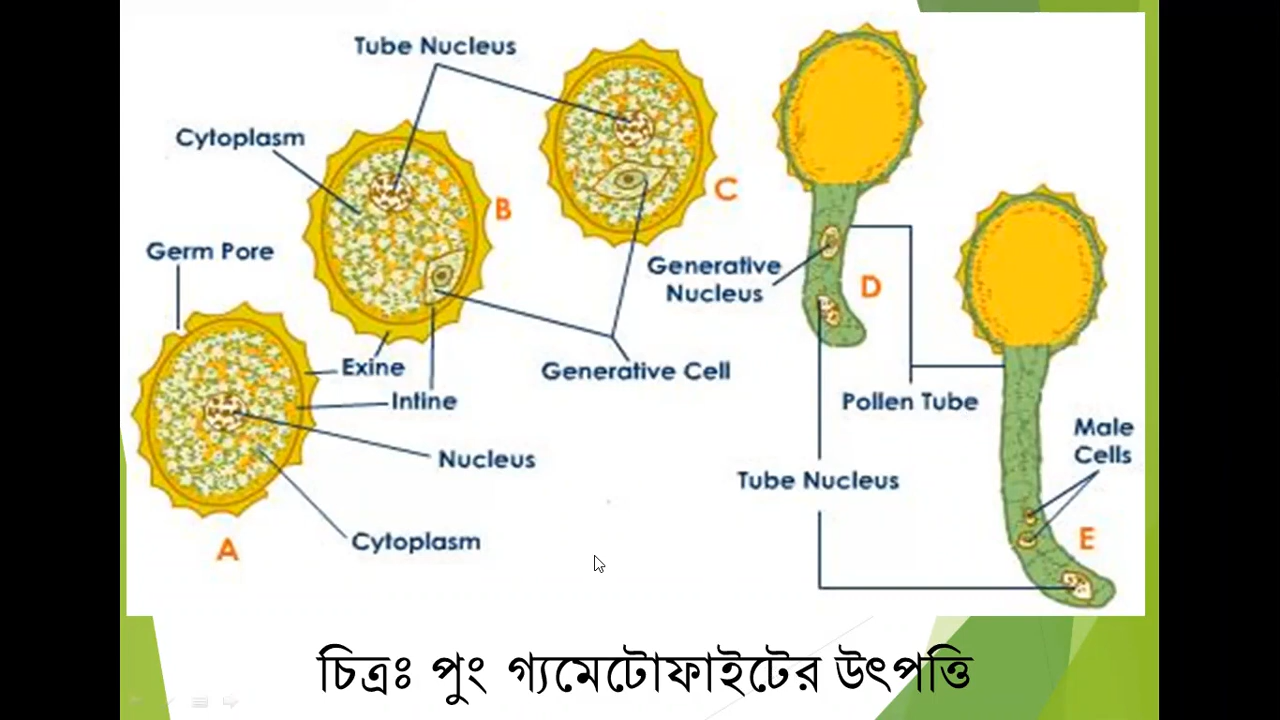 Tube Nucleus
Cytoplasm
B
C
Germ Pore
Generative
Nucleus
D
Exine
Generative Cell
Intine
Pollen Tube
Male
Cells
Nucleus
Tube Nucleus
Cytoplasm
A
E
চিত্রঃ পুং গ্যমেটোফাইটের উৎপত্তি